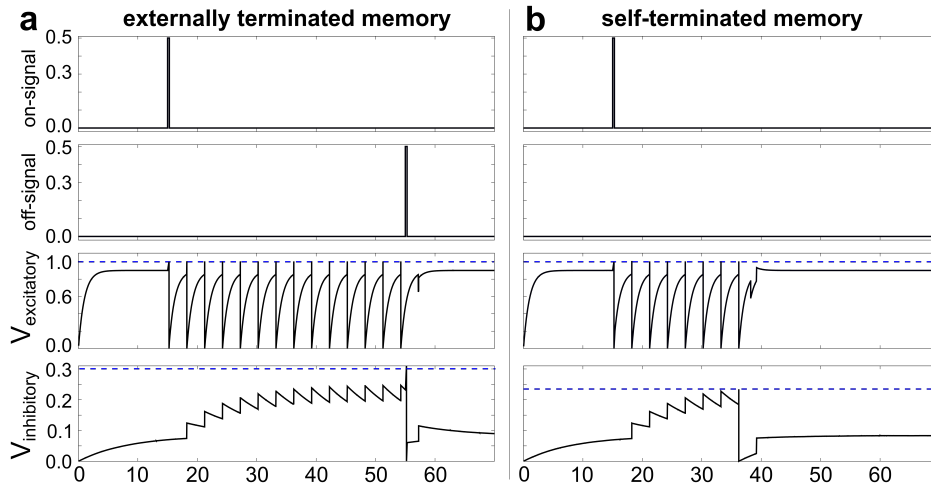 a externally terminated memory
b self-terminated memory
on-signal
0.5
0.3
0.0
off-signal
0.5
0.3
0.0
Vexcitatory
1.0
0.6
0.0
Vinhibitory
0.3
0.2
0.1
0.0
0 10 20 30 40 50 60
0 10 20 30 40 50 60